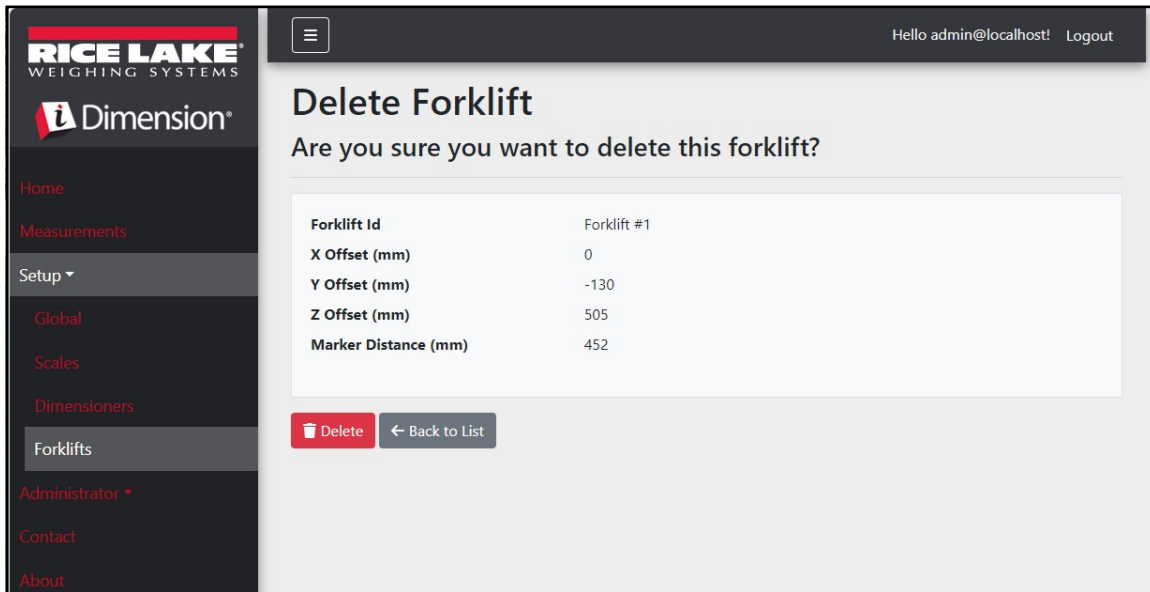 RICE LAKE®
WEIGHING SYSTEMS
i Dimension®
Hello admin@localhost! Logout
Home
Measurements
Setup
Global
Scales
Dimensioners
Forklifts
Administrator
Contact
About
Delete Forklift
Are you sure you want to delete this forklift?
Forklift Id Forklift #1
X Offset (mm) 0
Y Offset (mm) -130
Z Offset (mm) 505
Marker Distance (mm) 452
Delete ← Back to List